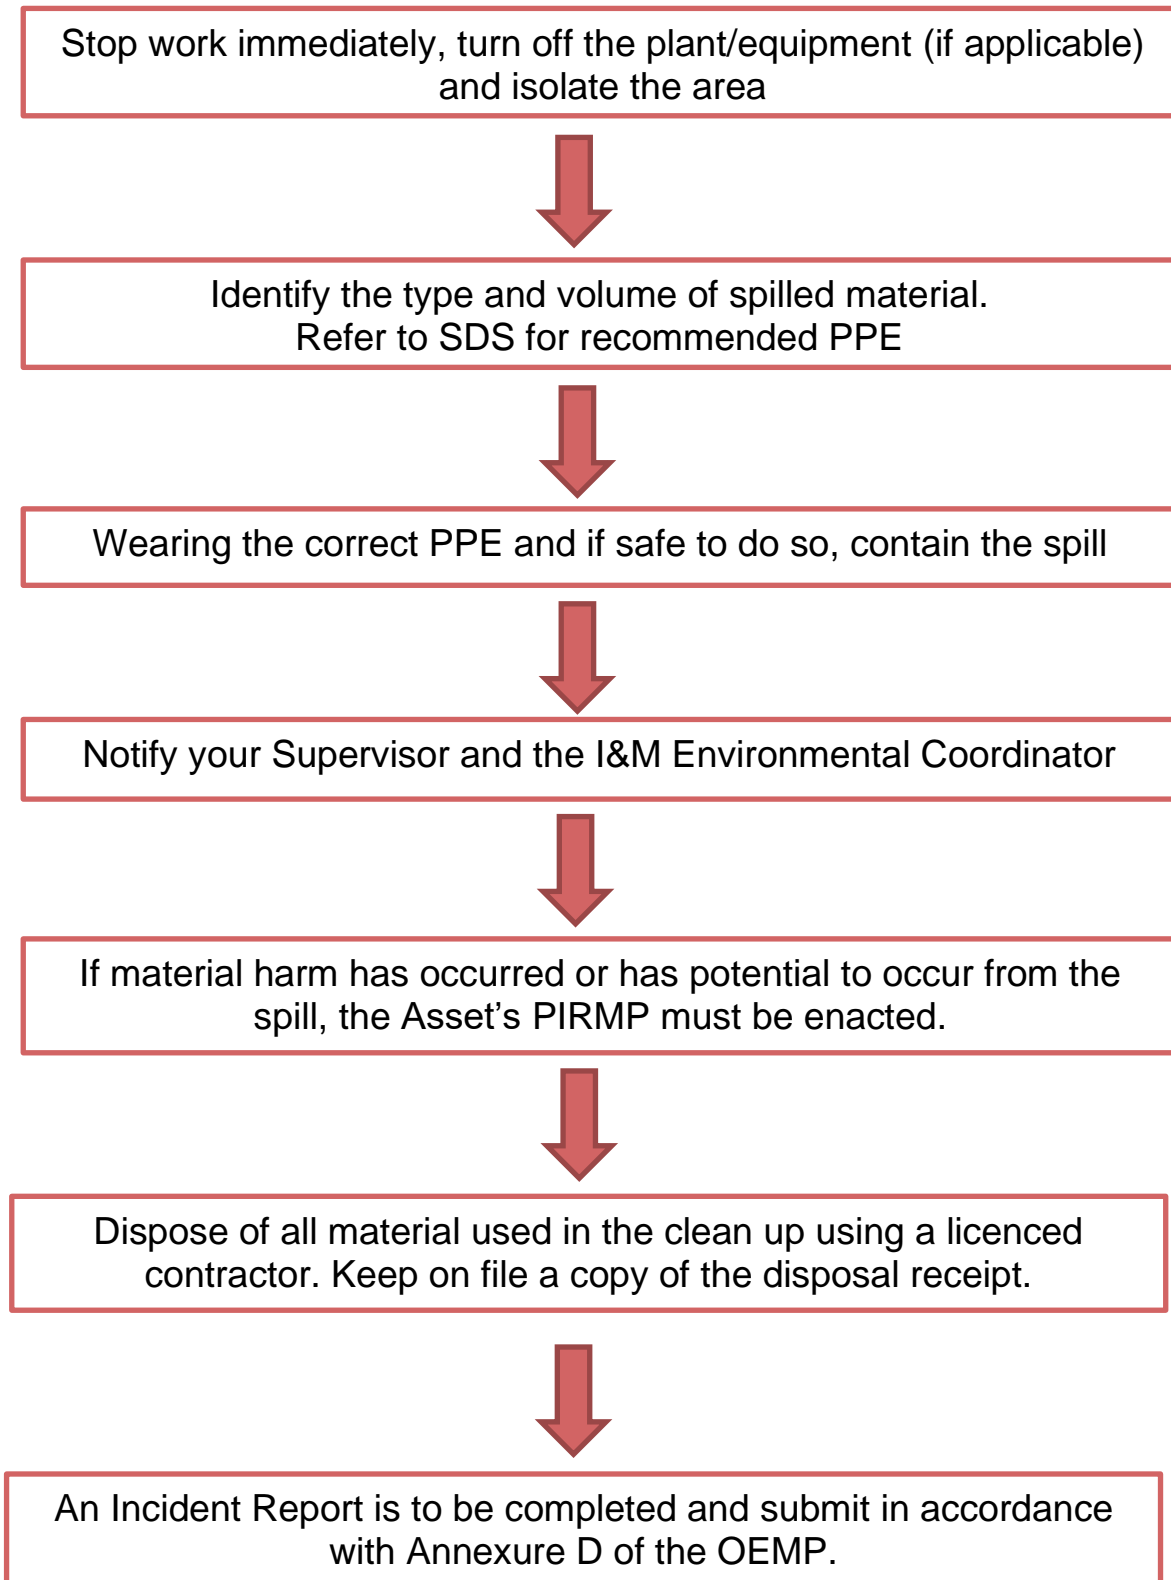 Stop work immediately, turn off the plant/equipment (if applicable)
and isolate the area
Identify the type and volume of spilled material.
Refer to SDS for recommended PPE
Wearing the correct PPE and if safe to do so, contain the spill
Notify your Supervisor and the I&M Environmental Coordinator
If material harm has occurred or has potential to occur from the
spill, the Asset’s PIRMP must be enacted.
Dispose of all material used in the clean up using a licenced
contractor. Keep on file a copy of the disposal receipt.
An Incident Report is to be completed and submit in accordance
with Annexure D of the OEMP.